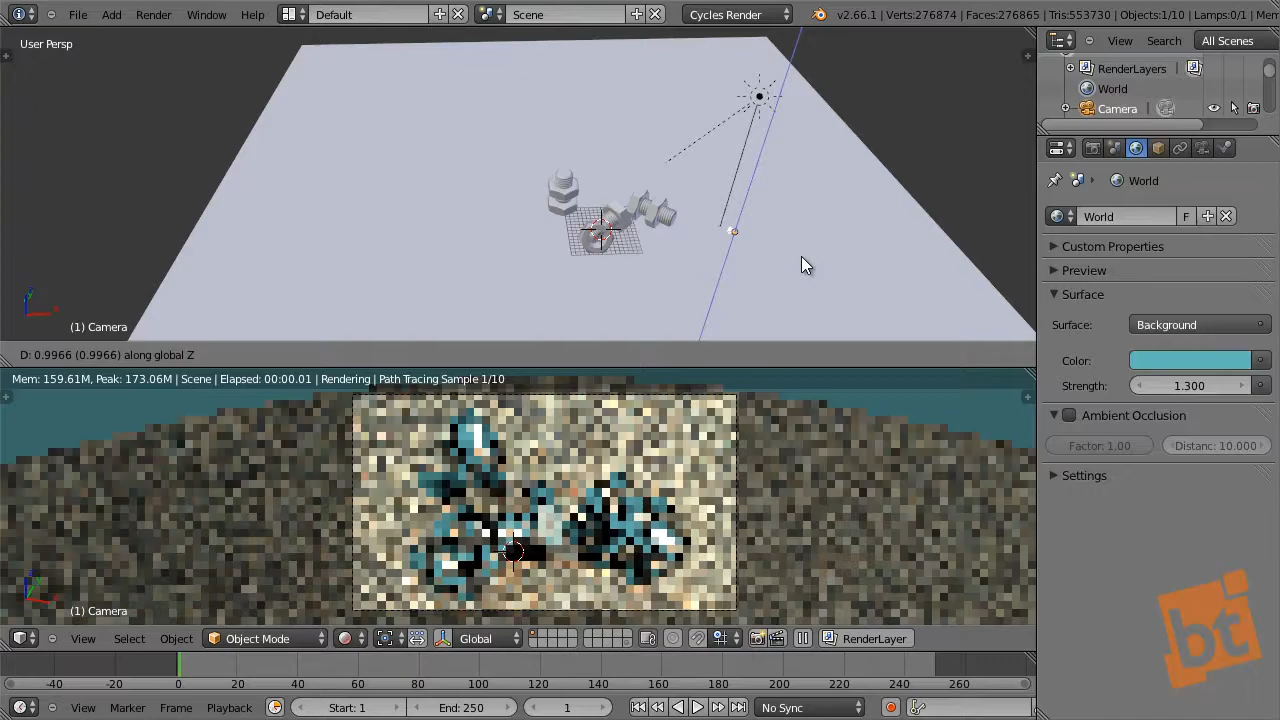 File Add Render Window Help Default Scene Cycles Render v2.66.1 | Verts:276874 | Faces:276865 | Tris:553730 | Objects:1/10 | Lamps:0/1 | Mem
User Persp
(1) Camera
D: 0.9966 (0.9966) along global Z
Mem: 159.61M, Peak: 173.06M | Scene | Elapsed: 00:00.01 | Rendering | Path Tracing Sample 1/10
(1) Camera
View Select Object Object Mode Global RenderLayer
-40 -20 0 20 40 60 80 100 120 140 160 180 200 220 240 260
View Marker Frame Playback Start: 1 End: 250 1 No Sync
View Search All Scenes
RenderLayers
World
Camera
World
World F
Custom Properties
Preview
Surface
Surface: Background
Color:
Strength: 1.300
Ambient Occlusion
Factor: 1.00 Distanc: 10.000
Settings
bt